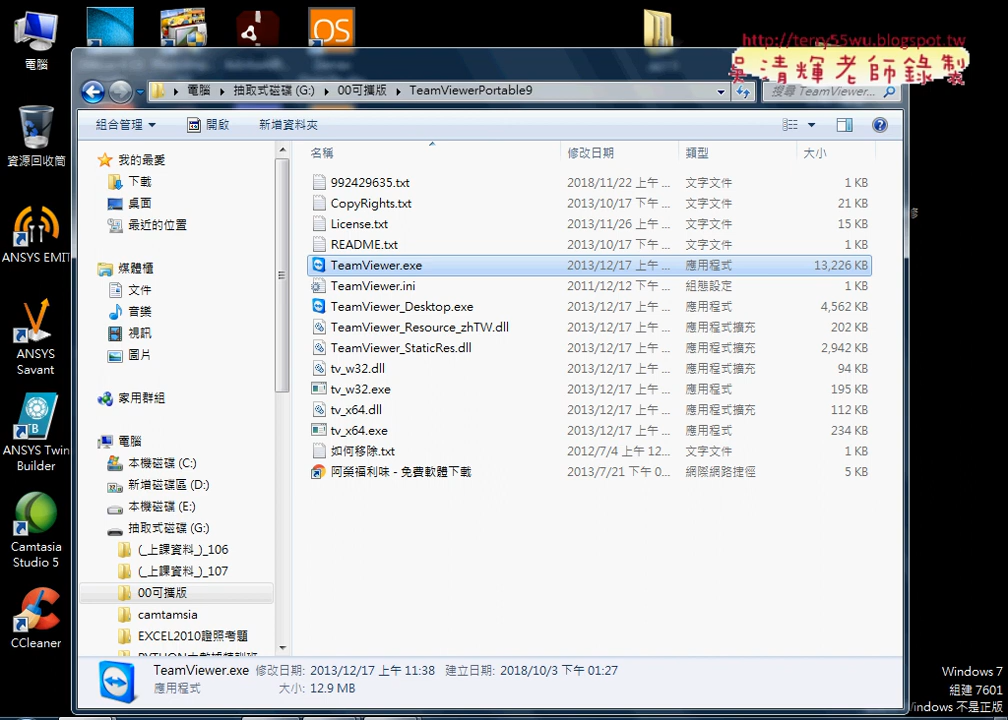 http://terry55wu.blogspot.tw
吳清輝老師錄製
電腦
資源回收筒
ANSYS EMIT
ANSYS
Savant
ANSYS Twin
Builder
Camtasia
Studio 5
CCleaner
電腦 ▸ 抽取式磁碟 (G:) ▸ 00可攜版 ▸ TeamViewerPortable9
搜尋 TeamViewer...
組合管理 開啟 新增資料夾
名稱 修改日期 類型 大小
我的最愛
下載
桌面
最近的位置
媒體櫃
文件
音樂
視訊
圖片
家用群組
電腦
本機磁碟 (C:)
新增磁碟區 (D:)
本機磁碟 (E:)
抽取式磁碟 (G:)
(_上課資料_)_106
(_上課資料_)_107
00可攜版
camtamsia
EXCEL2010證照考題
992429635.txt 2018/11/22 上午 ... 文字文件 1 KB
CopyRights.txt 2013/10/17 下午 ... 文字文件 21 KB
License.txt 2013/11/26 上午 ... 文字文件 15 KB
README.txt 2013/10/17 下午 ... 文字文件 1 KB
TeamViewer.exe 2013/12/17 上午 ... 應用程式 13,226 KB
TeamViewer.ini 2011/12/12 下午 ... 組態設定 1 KB
TeamViewer_Desktop.exe 2013/12/17 上午 ... 應用程式 4,562 KB
TeamViewer_Resource_zhTW.dll 2013/12/17 上午 ... 應用程式擴充 202 KB
TeamViewer_StaticRes.dll 2013/12/17 上午 ... 應用程式擴充 2,942 KB
tv_w32.dll 2013/12/17 上午 ... 應用程式擴充 94 KB
tv_w32.exe 2013/12/17 上午 ... 應用程式 195 KB
tv_x64.dll 2013/12/17 上午 ... 應用程式擴充 112 KB
tv_x64.exe 2013/12/17 上午 ... 應用程式 234 KB
如何移除.txt 2012/7/4 上午 12... 文字文件 1 KB
阿榮福利味 - 免費軟體下載 2013/7/21 下午 0... 網際網路捷徑 5 KB
TeamViewer.exe 修改日期: 2013/12/17 上午 11:38 建立日期: 2018/10/3 下午 01:27
應用程式 大小: 12.9 MB
Windows 7
組建 7601
indows 不是正版